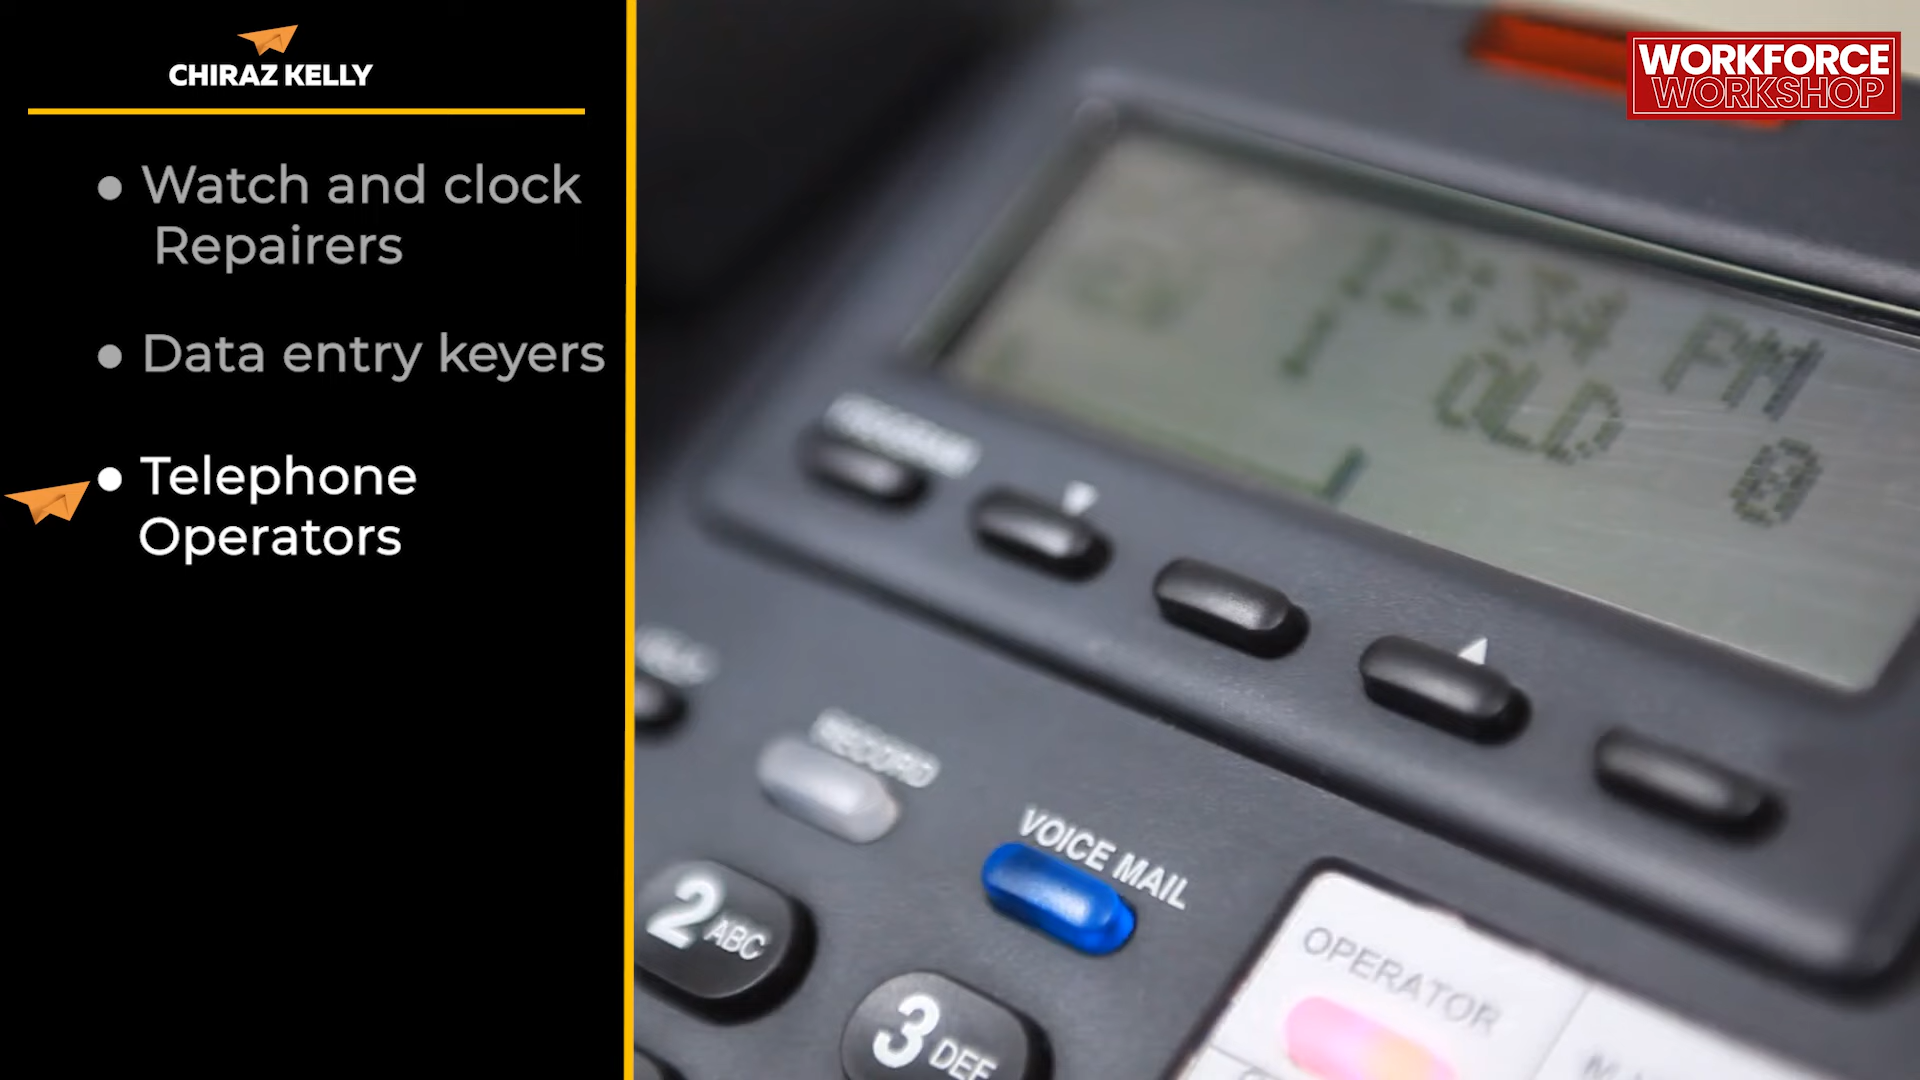 CHIRAZ KELLY
WORKFORCE
WORKSHOP
● Watch and clock
Repairers
● Data entry keyers
● Telephone
Operators
12:34 PM
OLD 0
RECORD
VOICE MAIL
2 ABC
3 DEF
OPERATOR